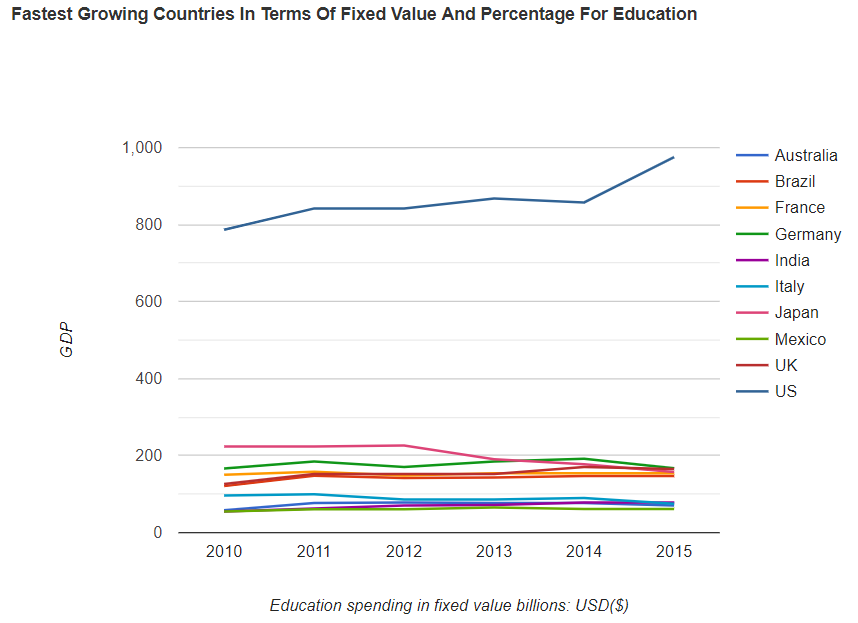 Fastest Growing Countries In Terms Of Fixed Value And Percentage For Education
1,000
800
600
400
200
0
GDP
2010 2011 2012 2013 2014 2015
Education spending in fixed value billions: USD($)
Australia
Brazil
France
Germany
India
Italy
Japan
Mexico
UK
US